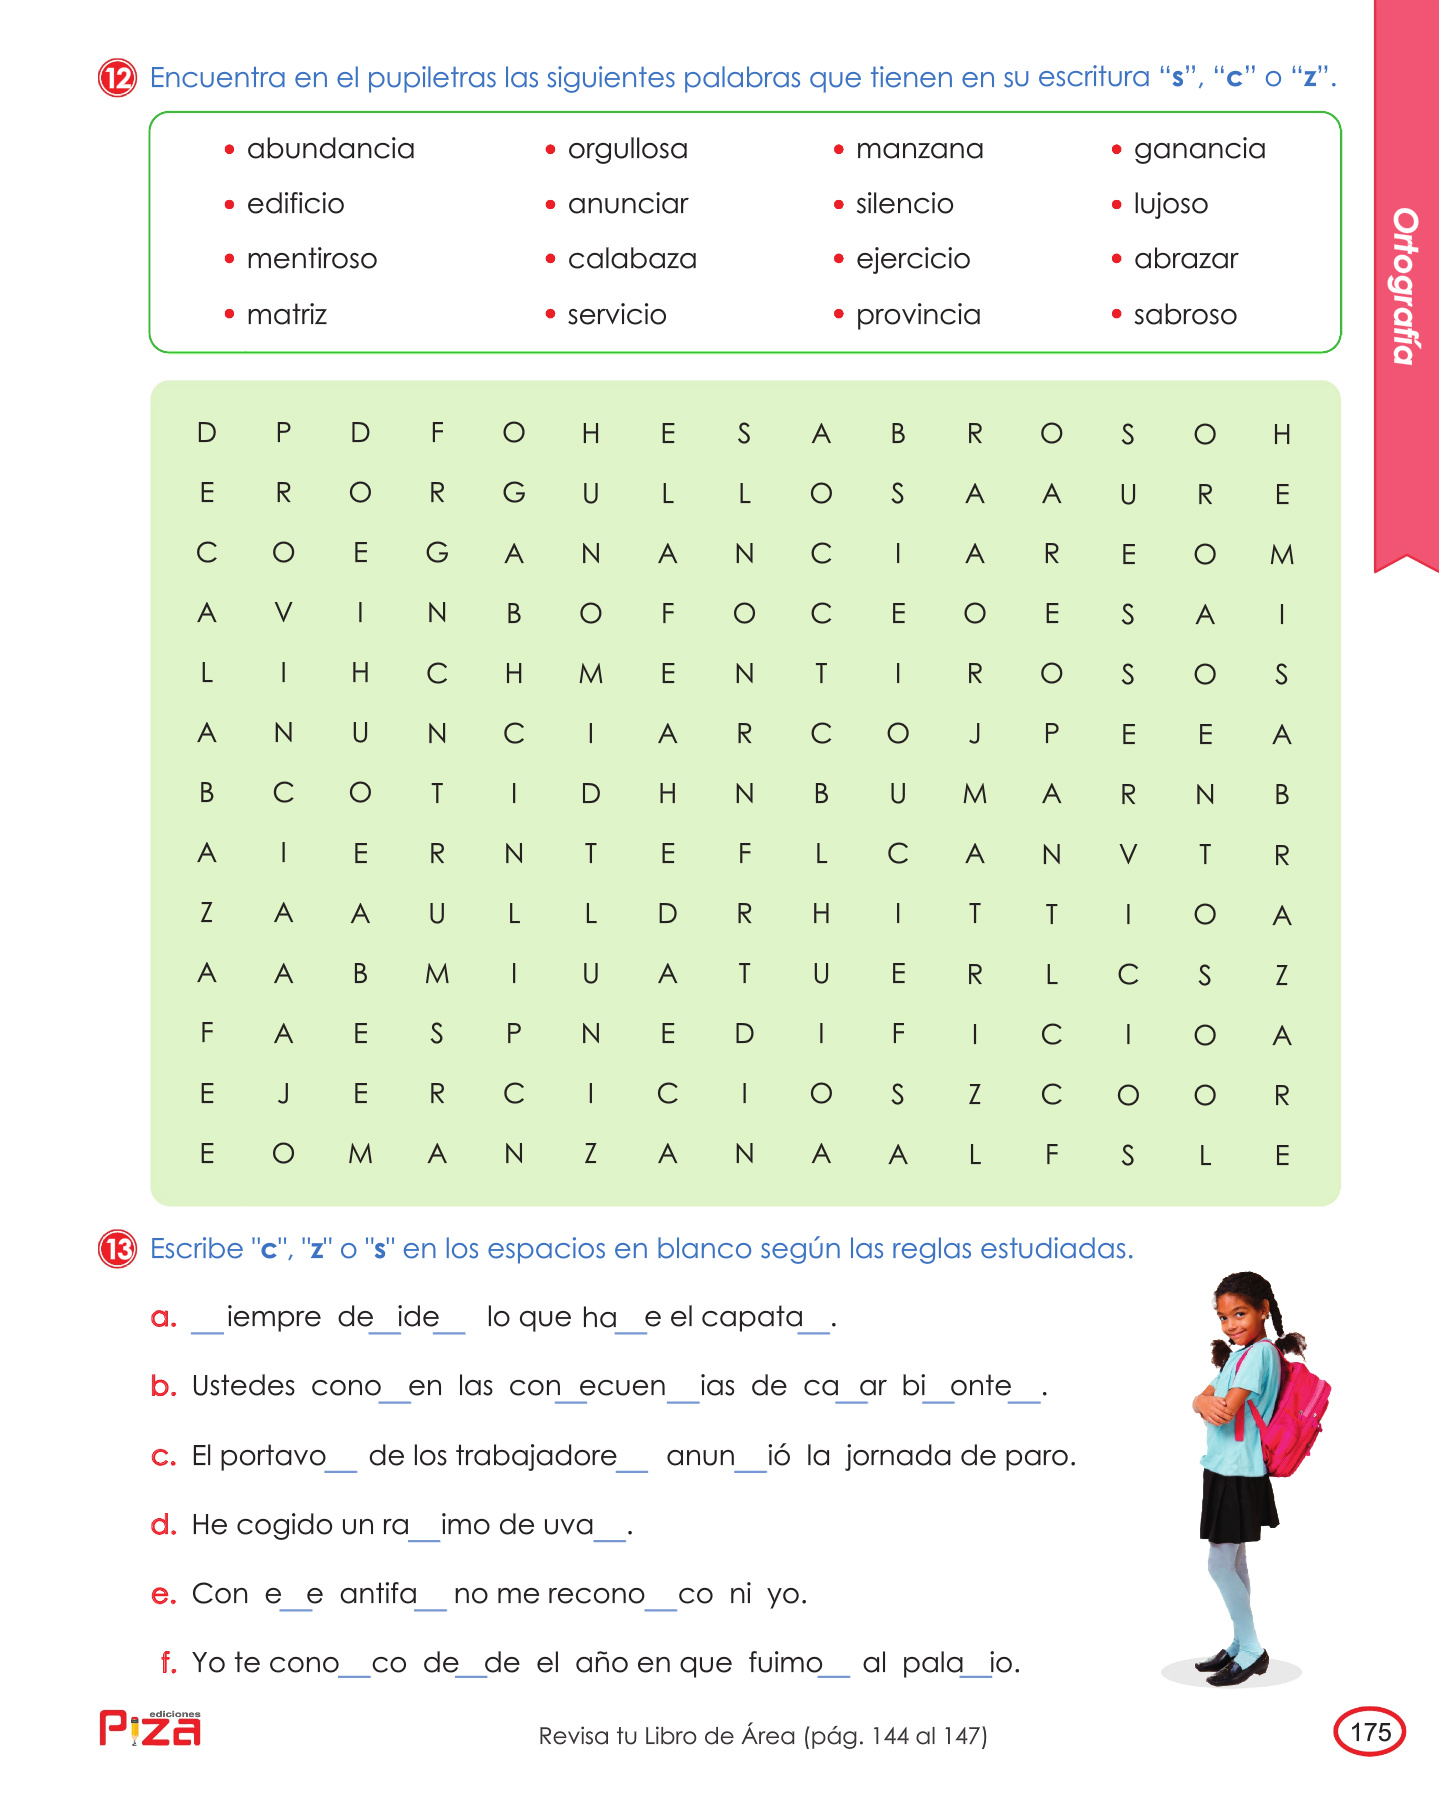 12 Encuentra en el pupiletras las siguientes palabras que tienen en su escritura “s”, “c” o “z”.
• abundancia • orgullosa • manzana • ganancia
• edificio • anunciar • silencio • lujoso
• mentiroso • calabaza • ejercicio • abrazar
• matriz • servicio • provincia • sabroso
Ortografía
D P D F O H E S A B R O S O H
E R O R G U L L O S A A U R E
C O E G A N A N C I A R E O M
A V I N B O F O C E O E S A I
L I H C H M E N T I R O S O S
A N U N C I A R C O J P E E A
B C O T I D H N B U M A R N B
A I E R N T E F L C A N V T R
Z A A U L L D R H I T T I O A
A A B M I U A T U E R L C S Z
F A E S P N E D I F I C I O A
E J E R C I C I O S Z C O O R
E O M A N Z A N A A L F S L E
13 Escribe "c", "z" o "s" en los espacios en blanco según las reglas estudiadas.
a. __iempre de__ide__ lo que ha__e el capata__.
b. Ustedes cono__en las con__ecuen__ias de ca__ar bi__onte__.
c. El portavo__ de los trabajadore__ anun__ió la jornada de paro.
d. He cogido un ra__imo de uva__.
e. Con e__e antifa__ no me recono__co ni yo.
f. Yo te cono__co de__de el año en que fuimo__ al pala__io.
ediciones
Piza
Revisa tu Libro de Área (pág. 144 al 147)
175